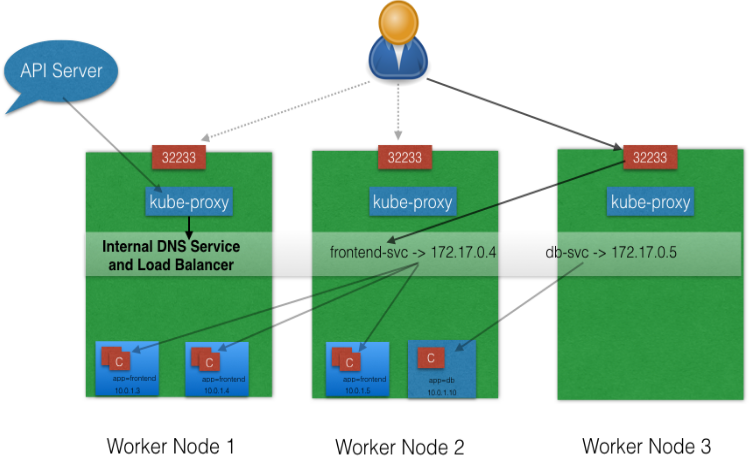 API Server
32233
32233
32233
kube-proxy
kube-proxy
kube-proxy
Internal DNS Service
and Load Balancer
frontend-svc -> 172.17.0.4
db-svc -> 172.17.0.5
C
app=frontend
10.0.1.3
C
app=frontend
10.0.1.4
C
app=frontend
10.0.1.5
C
app=db
10.0.1.10
Worker Node 1
Worker Node 2
Worker Node 3